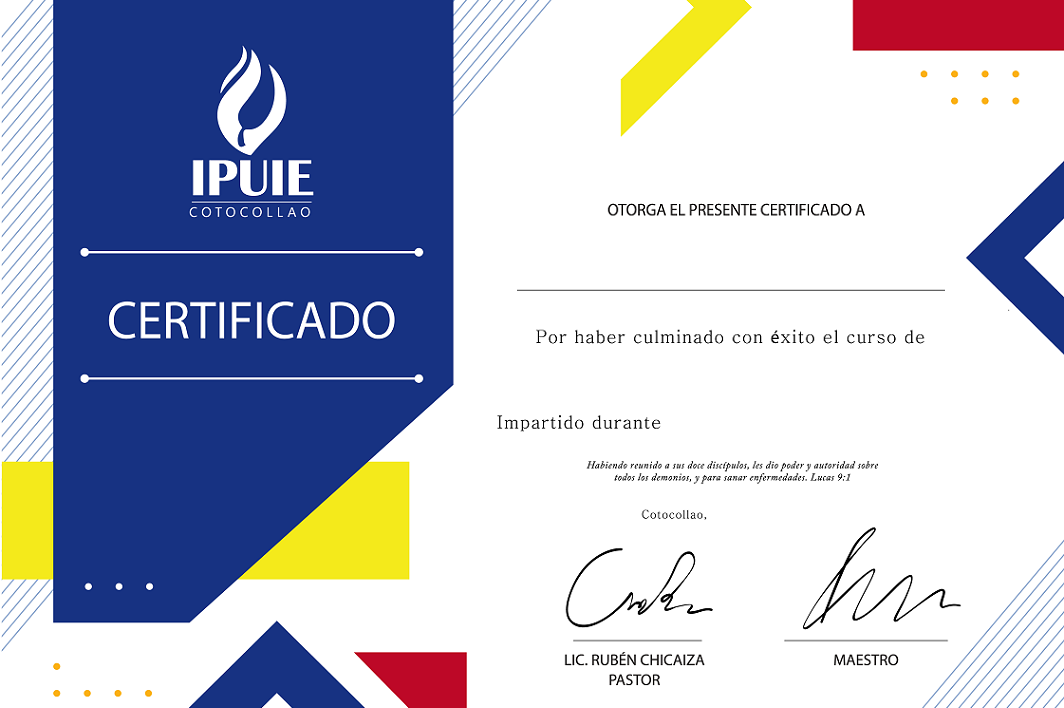 IPUIE
COTOCOLLAO
CERTIFICADO
OTORGA EL PRESENTE CERTIFICADO A
Por haber culminado con éxito el curso de
Impartido durante
Habiendo reunido a sus doce discípulos, les dio poder y autoridad sobre
todos los demonios, y para sanar enfermedades. Lucas 9:1
Cotocollao,
LIC. RUBÉN CHICAIZA
PASTOR
MAESTRO